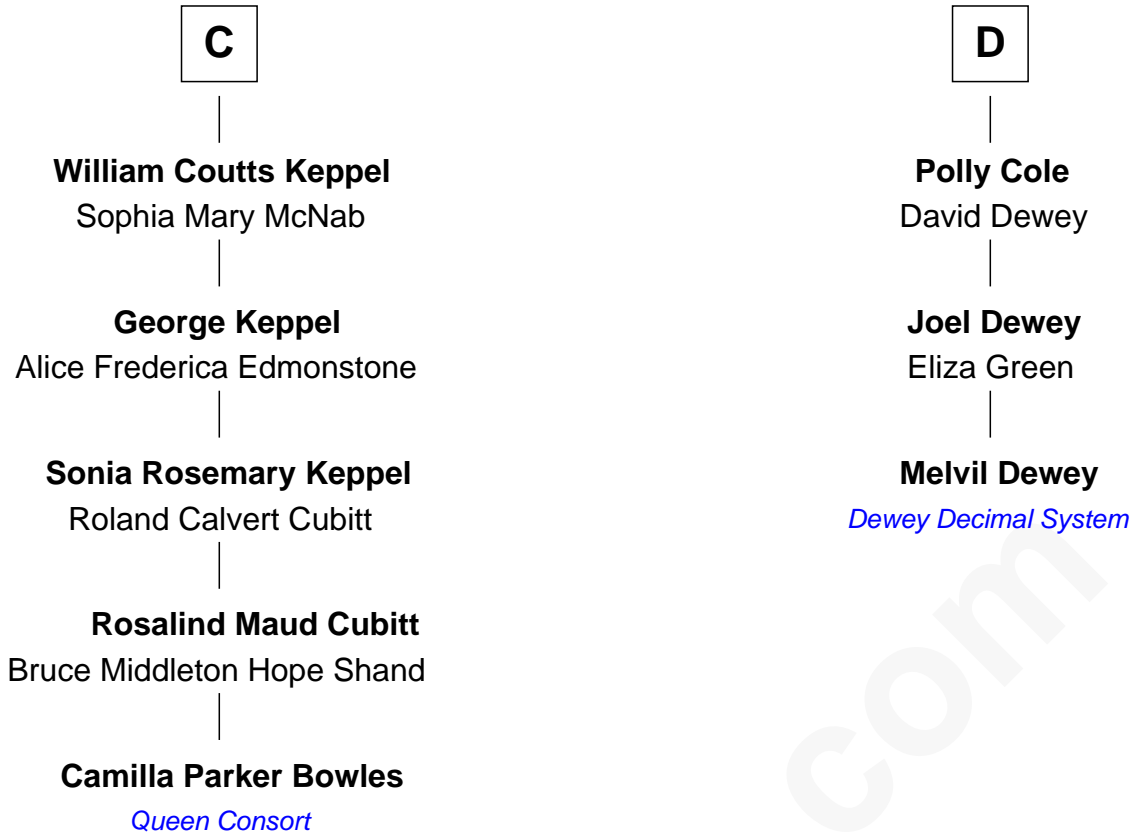 C
William Coutts Keppel
Sophia Mary McNab
George Keppel
Alice Frederica Edmonstone
Sonia Rosemary Keppel
Roland Calvert Cubitt
Rosalind Maud Cubitt
Bruce Middleton Hope Shand
Camilla Parker Bowles
Queen Consort
D
Polly Cole
David Dewey
Joel Dewey
Eliza Green
Melvil Dewey
Dewey Decimal System
com